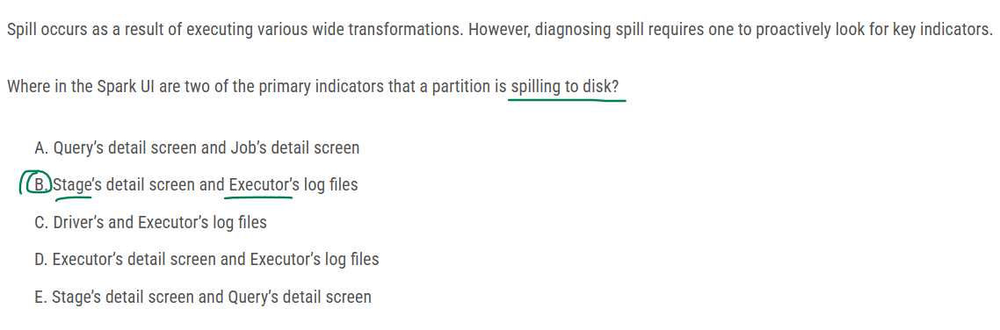 Spill occurs as a result of executing various wide transformations. However, diagnosing spill requires one to proactively look for key indicators.
Where in the Spark UI are two of the primary indicators that a partition is spilling to disk?
A. Query’s detail screen and Job’s detail screen
B. Stage’s detail screen and Executor’s log files
C. Driver’s and Executor’s log files
D. Executor’s detail screen and Executor’s log files
E. Stage’s detail screen and Query’s detail screen